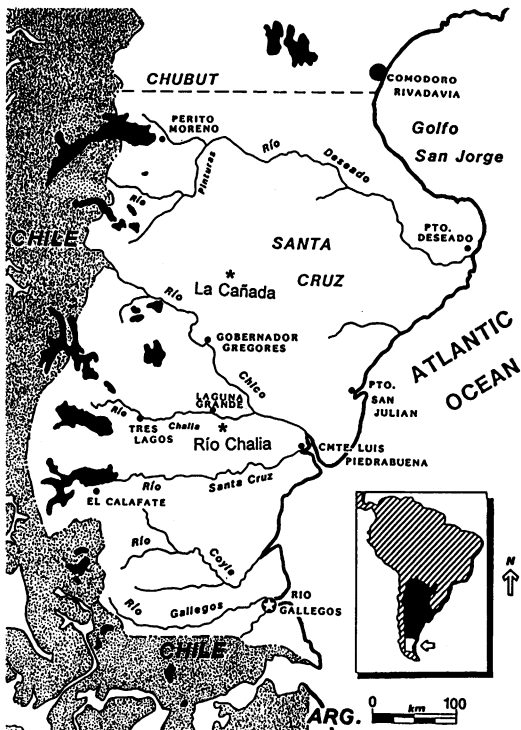 CHUBUT
COMODORO
RIVADAVIA
PERITO
MORENO
Golfo
San Jorge
Río
Deseado
Pinturas
Río
CHILE
PTO.
DESEADO
SANTA
CRUZ
*
La Cañada
Río
GOBERNADOR
GREGORES
Chico
ATLANTIC
OCEAN
PTO.
SAN
JULIAN
LAGUNA
GRANDE
Río
Chalia
TRES
LAGOS
*
Río Chalia
CMTE. LUIS
PIEDRABUENA
Río
Santa Cruz
EL CALAFATE
Río
Coyle
Río
Gallegos
RIO
GALLEGOS
CHILE
N
0
km
100
ARG.